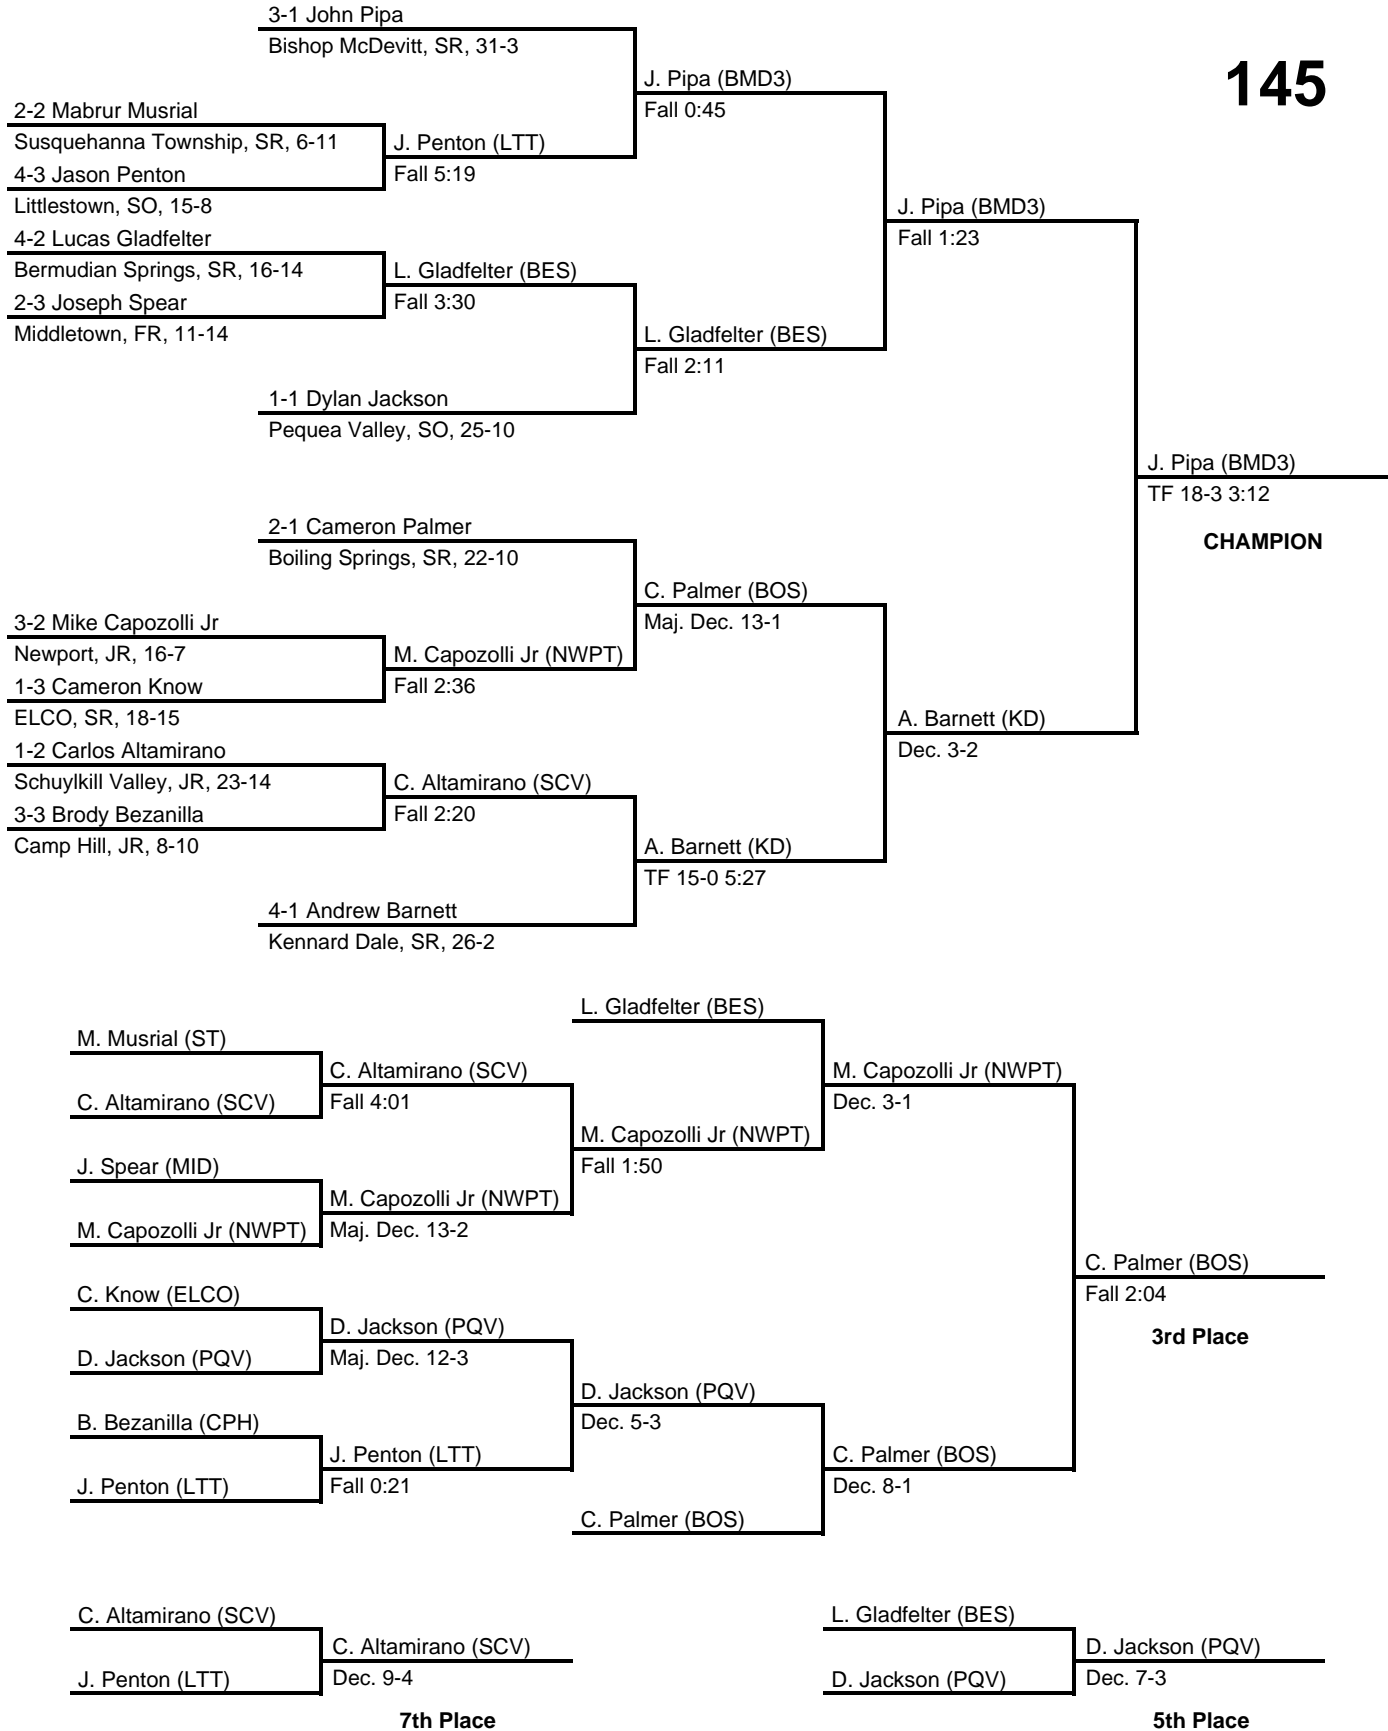 3-1 John Pipa
Bishop McDevitt, SR, 31-3
145
J. Pipa (BMD3)
Fall 0:45
2-2 Mabrur Musrial
Susquehanna Township, SR, 6-11
J. Penton (LTT)
Fall 5:19
4-3 Jason Penton
Littlestown, SO, 15-8
J. Pipa (BMD3)
Fall 1:23
4-2 Lucas Gladfelter
Bermudian Springs, SR, 16-14
L. Gladfelter (BES)
Fall 3:30
2-3 Joseph Spear
Middletown, FR, 11-14
L. Gladfelter (BES)
Fall 2:11
1-1 Dylan Jackson
Pequea Valley, SO, 25-10
J. Pipa (BMD3)
TF 18-3 3:12
CHAMPION
2-1 Cameron Palmer
Boiling Springs, SR, 22-10
C. Palmer (BOS)
Maj. Dec. 13-1
3-2 Mike Capozolli Jr
Newport, JR, 16-7
M. Capozolli Jr (NWPT)
Fall 2:36
1-3 Cameron Know
ELCO, SR, 18-15
A. Barnett (KD)
Dec. 3-2
1-2 Carlos Altamirano
Schuylkill Valley, JR, 23-14
C. Altamirano (SCV)
Fall 2:20
3-3 Brody Bezanilla
Camp Hill, JR, 8-10
A. Barnett (KD)
TF 15-0 5:27
4-1 Andrew Barnett
Kennard Dale, SR, 26-2
L. Gladfelter (BES)
M. Musrial (ST)
C. Altamirano (SCV)
Fall 4:01
C. Altamirano (SCV)
M. Capozolli Jr (NWPT)
Dec. 3-1
M. Capozolli Jr (NWPT)
Fall 1:50
J. Spear (MID)
M. Capozolli Jr (NWPT)
Maj. Dec. 13-2
M. Capozolli Jr (NWPT)
C. Palmer (BOS)
Fall 2:04
3rd Place
C. Know (ELCO)
D. Jackson (PQV)
Maj. Dec. 12-3
D. Jackson (PQV)
D. Jackson (PQV)
Dec. 5-3
B. Bezanilla (CPH)
J. Penton (LTT)
Fall 0:21
J. Penton (LTT)
C. Palmer (BOS)
Dec. 8-1
C. Palmer (BOS)
C. Altamirano (SCV)
C. Altamirano (SCV)
Dec. 9-4
J. Penton (LTT)
7th Place
L. Gladfelter (BES)
D. Jackson (PQV)
Dec. 7-3
D. Jackson (PQV)
5th Place